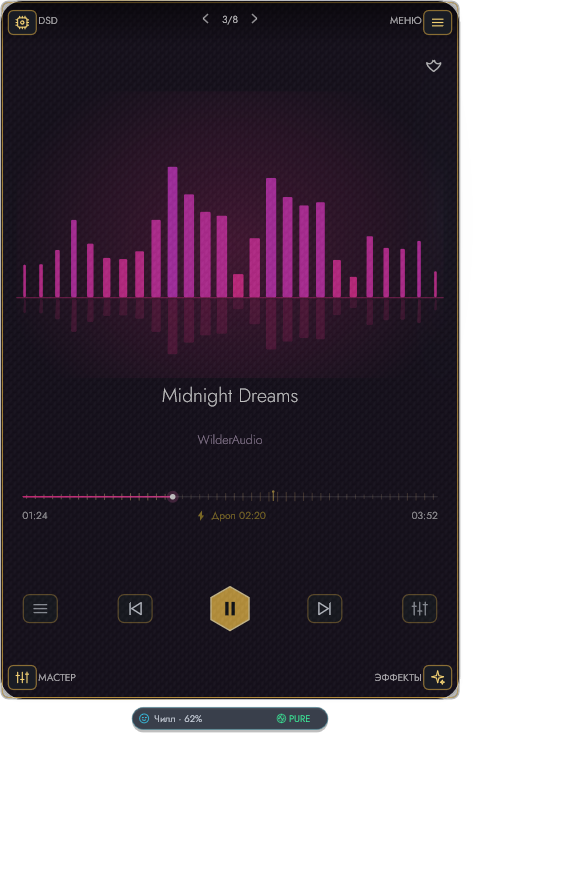 DSD
3/8
МЕНЮ
Midnight Dreams
WilderAudio
01:24
Дроп 02:20
03:52
МАСТЕР
ЭФФЕКТЫ
Чилл - 62%
PURE